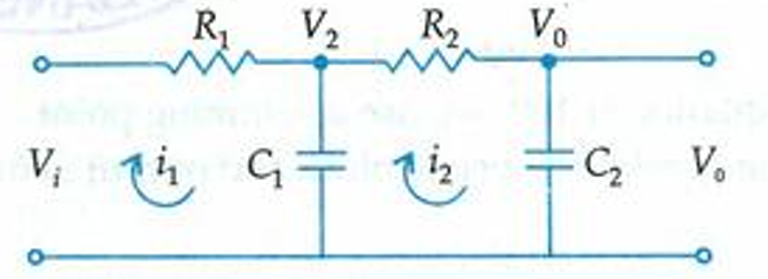 R₁ V₂ R₂ V₀
Vᵢ i₁ C₁ i₂ C₂ V₀